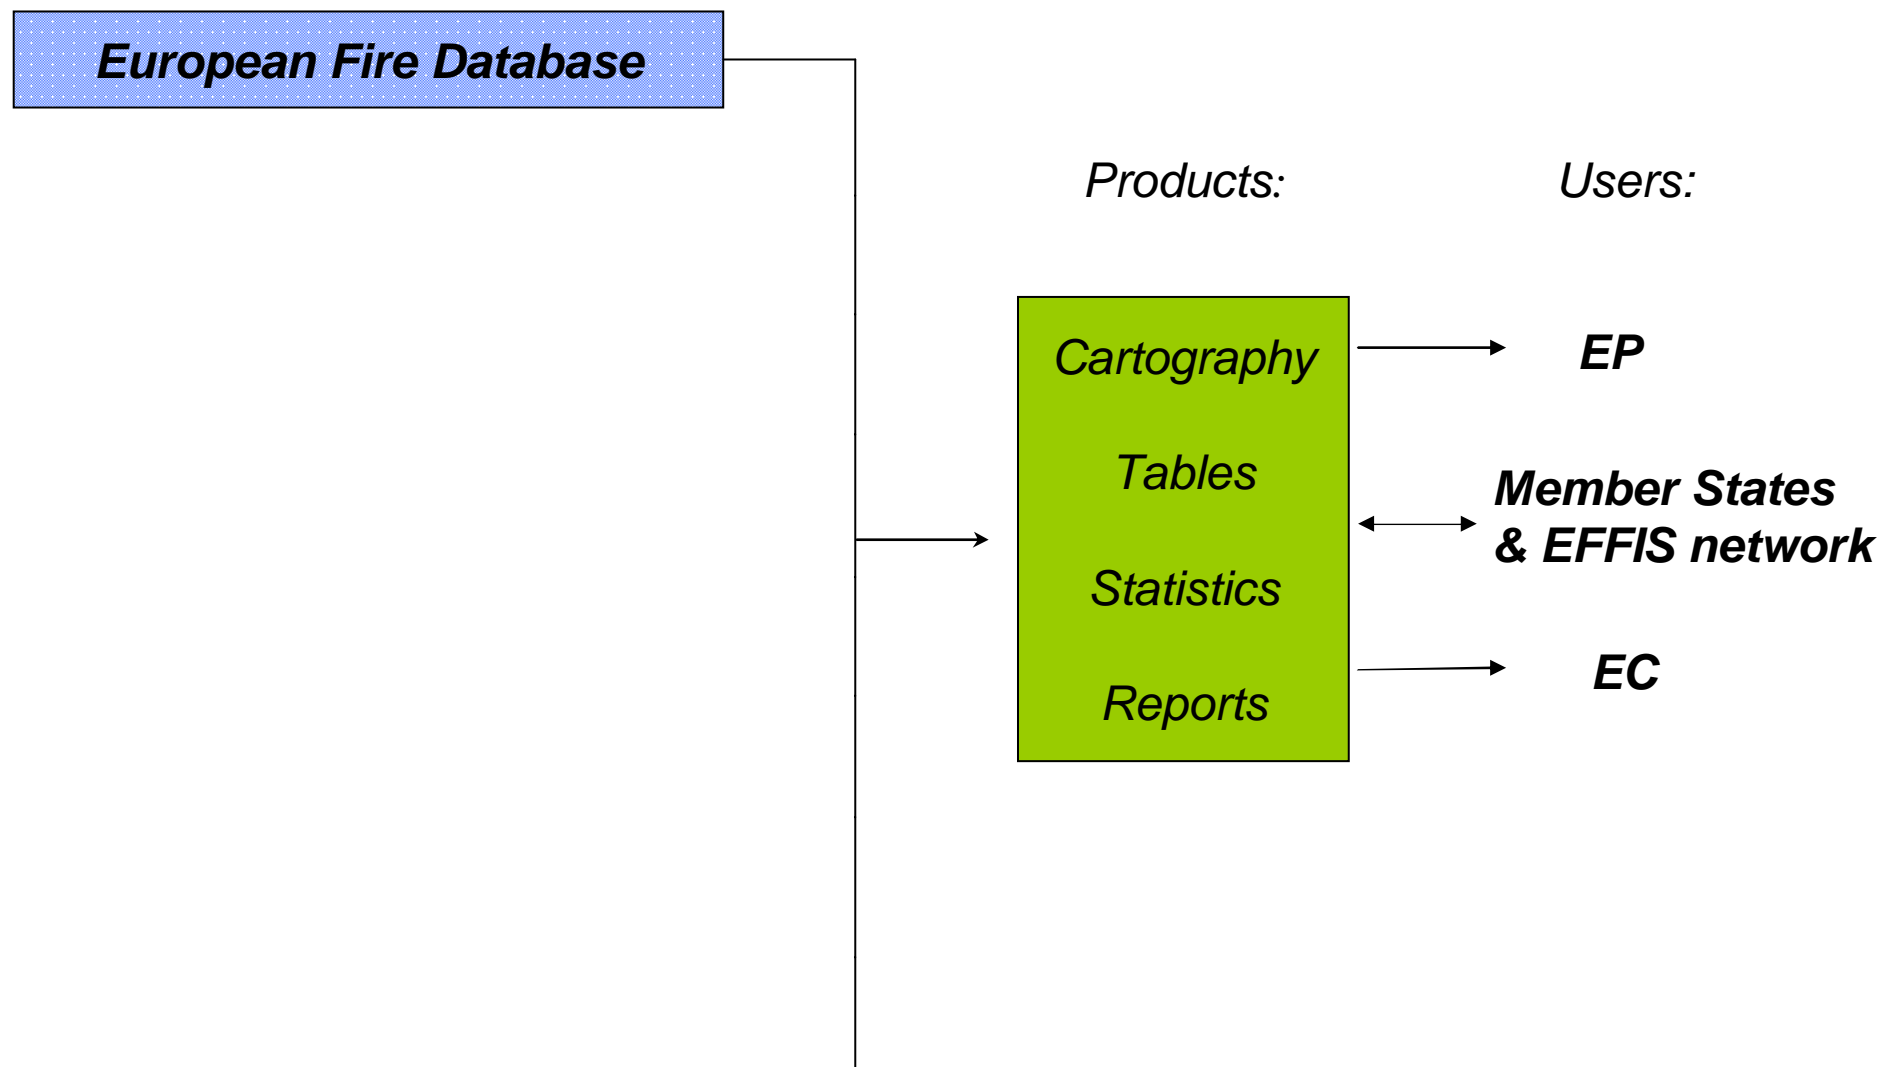 European Fire Database
Products:
Users:
Cartography
Tables
Statistics
Reports
EP
Member States
& EFFIS network
EC